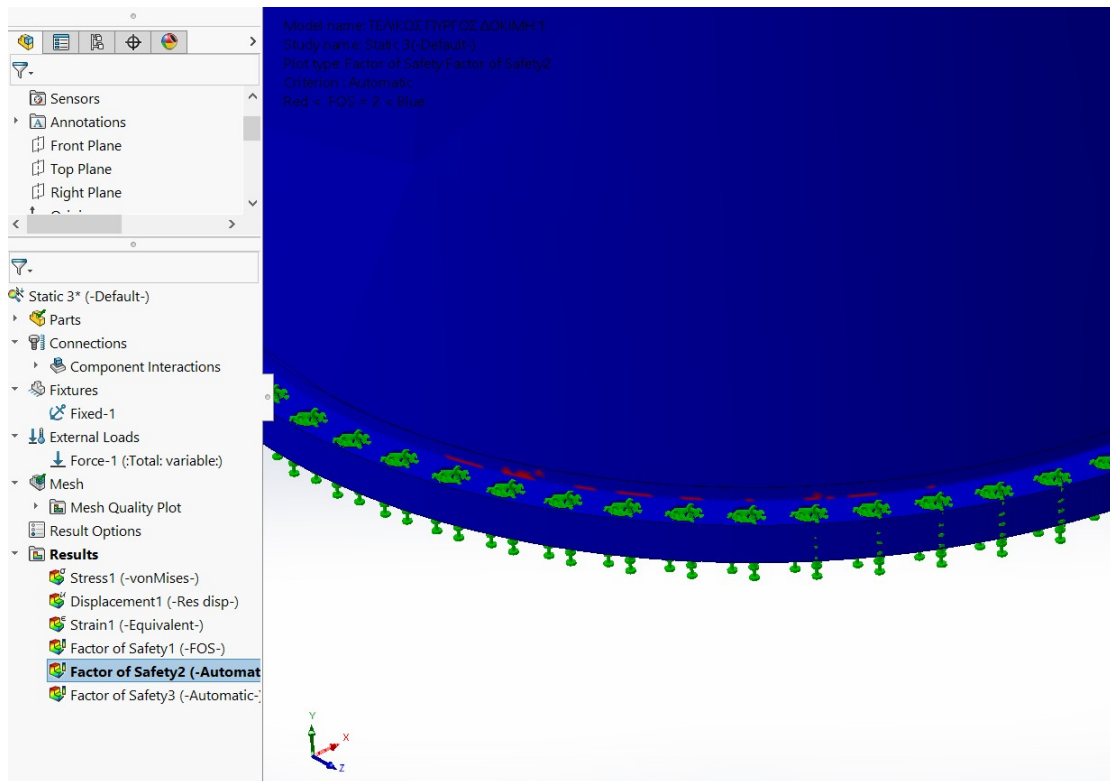 Sensors
Annotations
Front Plane
Top Plane
Right Plane
Static 3* (-Default-)
Parts
Connections
Component Interactions
Fixtures
Fixed-1
External Loads
Force-1 (:Total: variable:)
Mesh
Mesh Quality Plot
Result Options
Results
Stress1 (-vonMises-)
Displacement1 (-Res disp-)
Strain1 (-Equivalent-)
Factor of Safety1 (-FOS-)
Factor of Safety2 (-Automat
Factor of Safety3 (-Automatic-
Model name: ΤΕΛΙΚΟΣ ΠΥΡΓΟΣ ΔΟΚΙΜΗ 1
Study name: Static 3(-Default-)
Plot type: Factor of Safety Factor of Safety2
Criterion : Automatic
Red < FOS = 2 < Blue
Y
X
Z